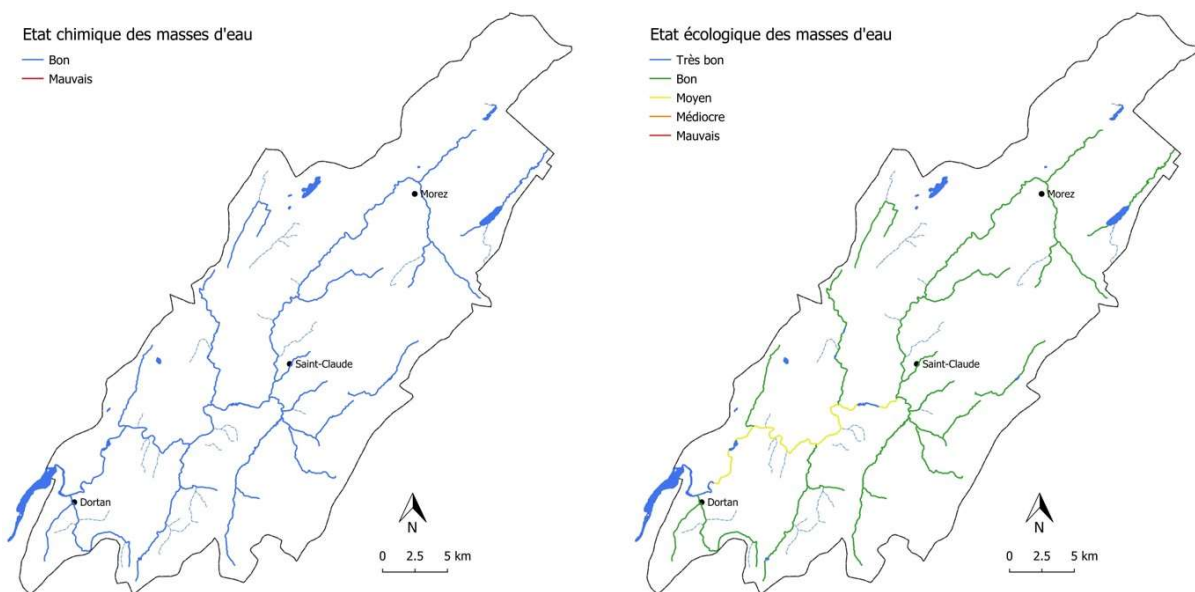 Etat chimique des masses d'eau
Bon
Mauvais
Morez
Saint-Claude
Dortan
N
0 2.5 5 km
Etat écologique des masses d'eau
Très bon
Bon
Moyen
Médiocre
Mauvais
Morez
Saint-Claude
Dortan
N
0 2.5 5 km